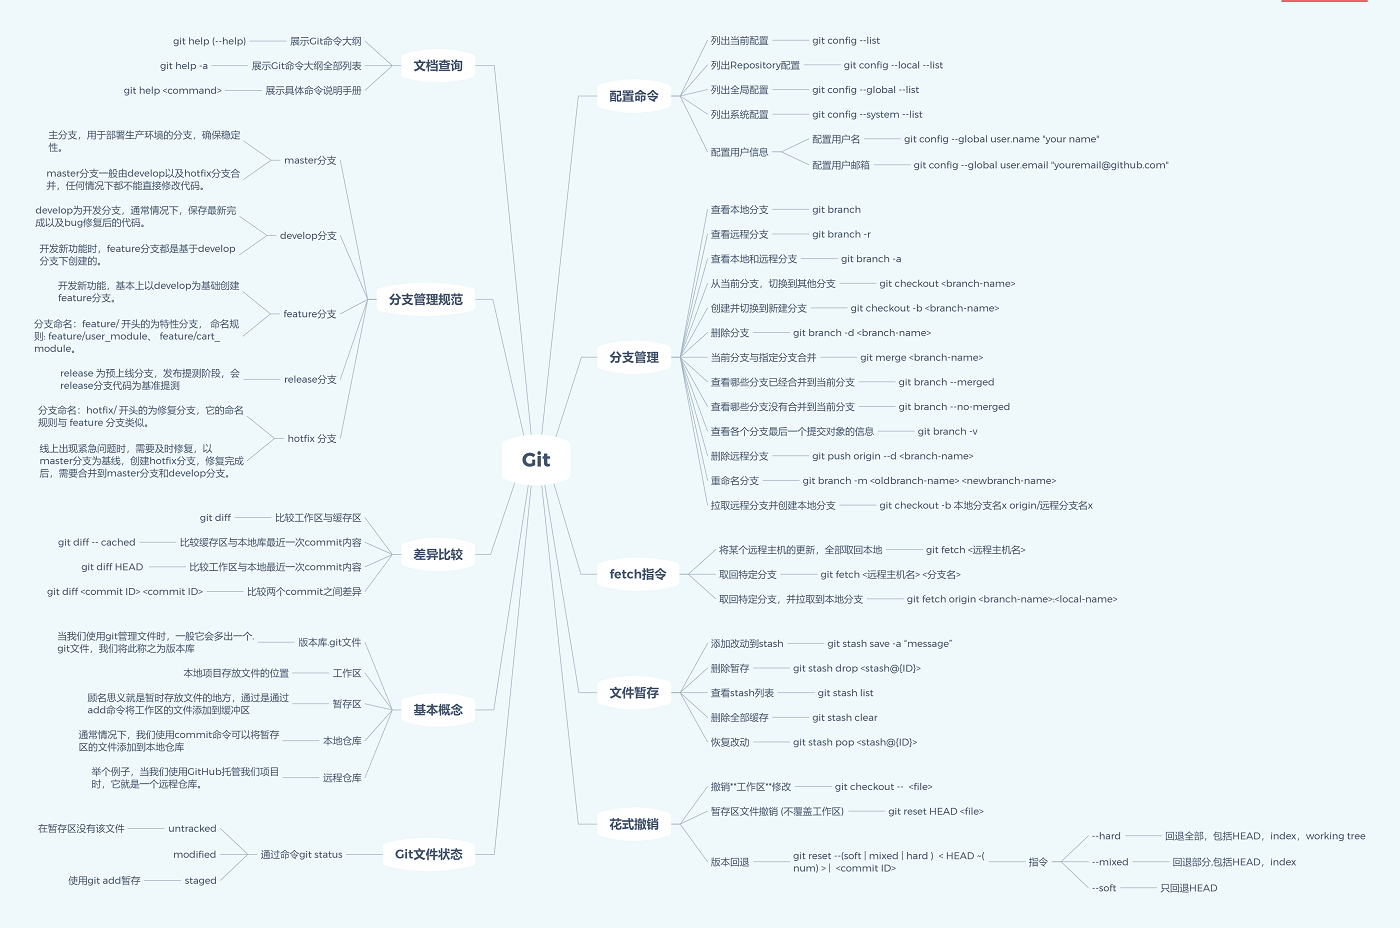 Git
文档查询
git help (--help)
展示Git命令大纲
git help -a
展示Git命令大纲全部列表
git help <command>
展示具体命令说明手册
分支管理规范
master分支
主分支，用于部署生产环境的分支，确保稳定
性。
master分支一般由develop以及hotfix分支合
并，任何情况下都不能直接修改代码。
develop分支
develop为开发分支，通常情况下，保存最新完
成以及bug修复后的代码。
开发新功能时，feature分支都是基于develop
分支下创建的。
feature分支
开发新功能，基本上以develop为基础创建
feature分支。
分支命名：feature/ 开头的为特性分支， 命名规
则: feature/user_module、 feature/cart_
module。
release分支
release 为预上线分支，发布提测阶段，会
release分支代码为基准提测
hotfix 分支
分支命名：hotfix/ 开头的为修复分支，它的命名
规则与 feature 分支类似。
线上出现紧急问题时，需要及时修复，以
master分支为基线，创建hotfix分支，修复完成
后，需要合并到master分支和develop分支。
差异比较
git diff
比较工作区与缓存区
git diff -- cached
比较缓存区与本地库最近一次commit内容
git diff HEAD
比较工作区与本地最近一次commit内容
git diff <commit ID> <commit ID>
比较两个commit之间差异
基本概念
当我们使用git管理文件时，一般它会多出一个.
git文件，我们将此称之为版本库
版本库.git文件
本地项目存放文件的位置
工作区
顾名思义就是暂时存放文件的地方，通过是通过
add命令将工作区的文件添加到缓冲区
暂存区
通常情况下，我们使用commit命令可以将暂存
区的文件添加到本地仓库
本地仓库
举个例子，当我们使用GitHub托管我们项目
时，它就是一个远程仓库。
远程仓库
Git文件状态
通过命令git status
在暂存区没有该文件
untracked
modified
使用git add暂存
staged
配置命令
列出当前配置
git config --list
列出Repository配置
git config --local --list
列出全局配置
git config --global --list
列出系统配置
git config --system --list
配置用户信息
配置用户名
git config --global user.name "your name"
配置用户邮箱
git config --global user.email "youremail@github.com"
分支管理
查看本地分支
git branch
查看远程分支
git branch -r
查看本地和远程分支
git branch -a
从当前分支，切换到其他分支
git checkout <branch-name>
创建并切换到新建分支
git checkout -b <branch-name>
删除分支
git branch -d <branch-name>
当前分支与指定分支合并
git merge <branch-name>
查看哪些分支已经合并到当前分支
git branch --merged
查看哪些分支没有合并到当前分支
git branch --no-merged
查看各个分支最后一个提交对象的信息
git branch -v
删除远程分支
git push origin --d <branch-name>
重命名分支
git branch -m <oldbranch-name> <newbranch-name>
拉取远程分支并创建本地分支
git checkout -b 本地分支名x origin/远程分支名x
fetch指令
将某个远程主机的更新，全部取回本地
git fetch <远程主机名>
取回特定分支
git fetch <远程主机名> <分支名>
取回特定分支，并拉取到本地分支
git fetch origin <branch-name>:<local-name>
文件暂存
添加改动到stash
git stash save -a “message”
删除暂存
git stash drop <stash@{ID}>
查看stash列表
git stash list
删除全部缓存
git stash clear
恢复改动
git stash pop <stash@{ID}>
花式撤销
撤销**工作区**修改
git checkout --  <file>
暂存区文件撤销 (不覆盖工作区)
git reset HEAD <file>
版本回退
git reset --(soft | mixed | hard )  < HEAD ~(
num) > |  <commit ID>
指令
--hard
回退全部，包括HEAD，index，working tree
--mixed
回退部分,包括HEAD，index
--soft
只回退HEAD